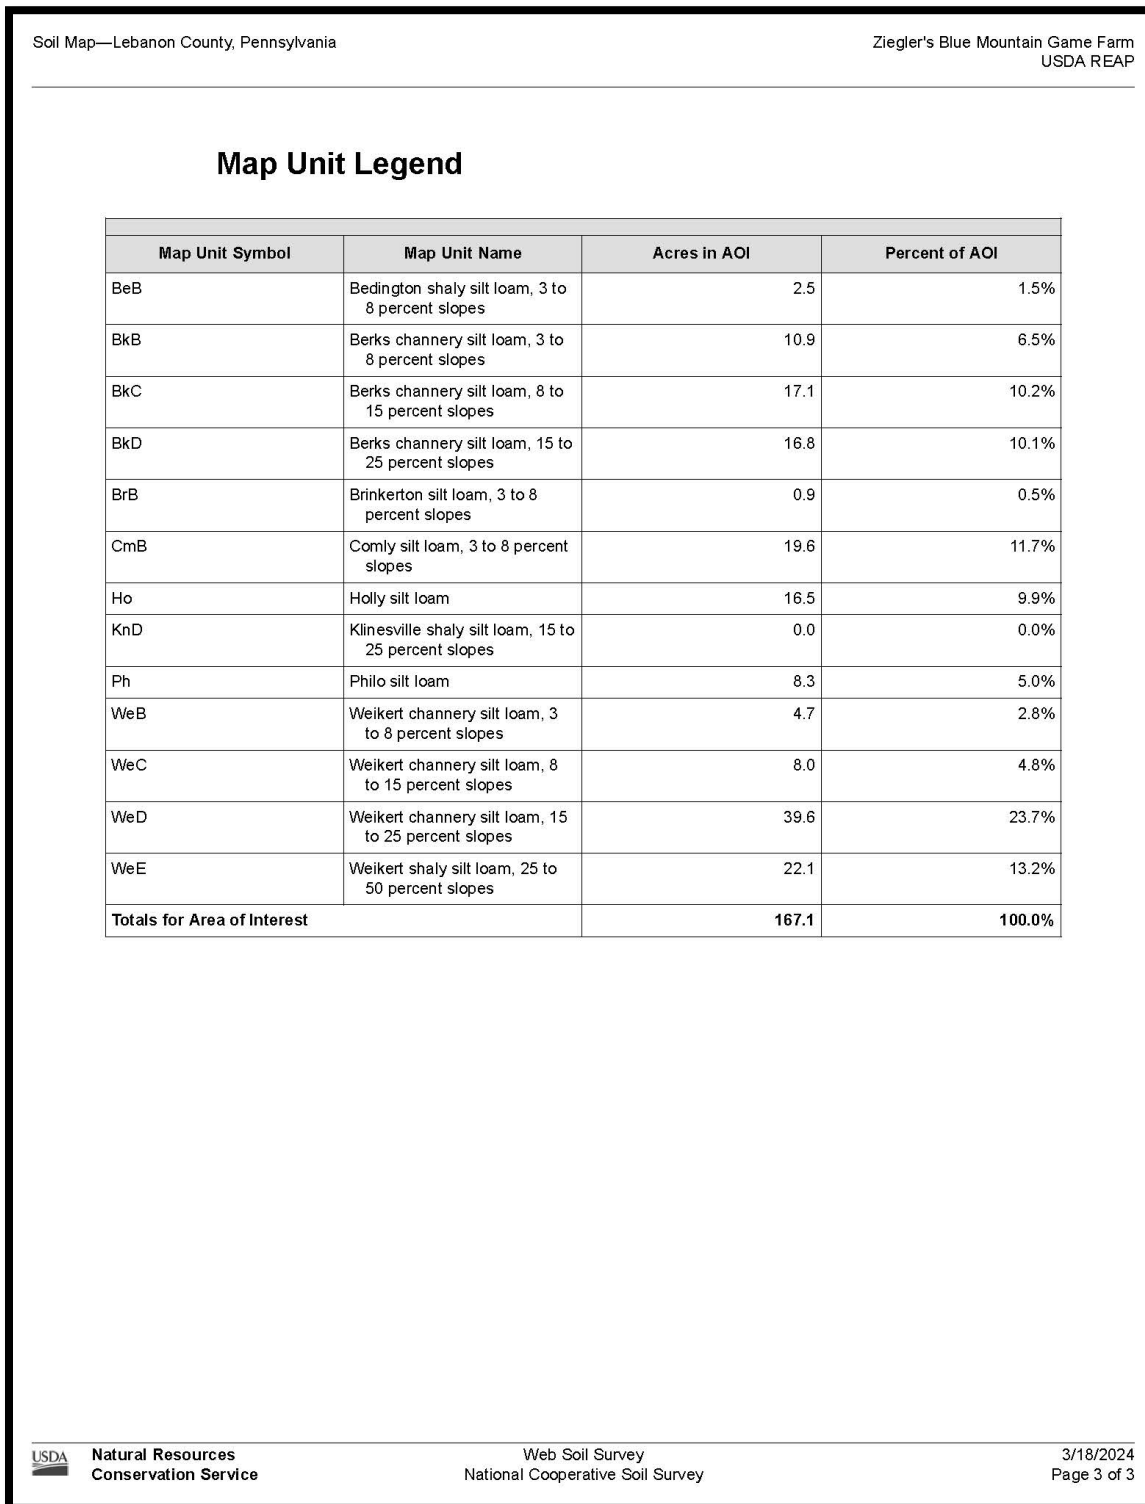 Soil Map—Lebanon County, Pennsylvania
Ziegler's Blue Mountain Game Farm
USDA REAP
Map Unit Legend
Map Unit Symbol Map Unit Name Acres in AOI Percent of AOI
BeB Bedington shaly silt loam, 3 to 2.5 1.5%
8 percent slopes
BkB Berks channery silt loam, 3 to 10.9 6.5%
8 percent slopes
BkC Berks channery silt loam, 8 to 17.1 10.2%
15 percent slopes
BkD Berks channery silt loam, 15 to 16.8 10.1%
25 percent slopes
BrB Brinkerton silt loam, 3 to 8 0.9 0.5%
percent slopes
CmB Comly silt loam, 3 to 8 percent 19.6 11.7%
slopes
Ho Holly silt loam 16.5 9.9%
KnD Klinesville shaly silt loam, 15 to 0.0 0.0%
25 percent slopes
Ph Philo silt loam 8.3 5.0%
WeB Weikert channery silt loam, 3 4.7 2.8%
to 8 percent slopes
WeC Weikert channery silt loam, 8 8.0 4.8%
to 15 percent slopes
WeD Weikert channery silt loam, 15 39.6 23.7%
to 25 percent slopes
WeE Weikert shaly silt loam, 25 to 22.1 13.2%
50 percent slopes
Totals for Area of Interest 167.1 100.0%
USDA
Natural Resources
Conservation Service
Web Soil Survey
National Cooperative Soil Survey
3/18/2024
Page 3 of 3